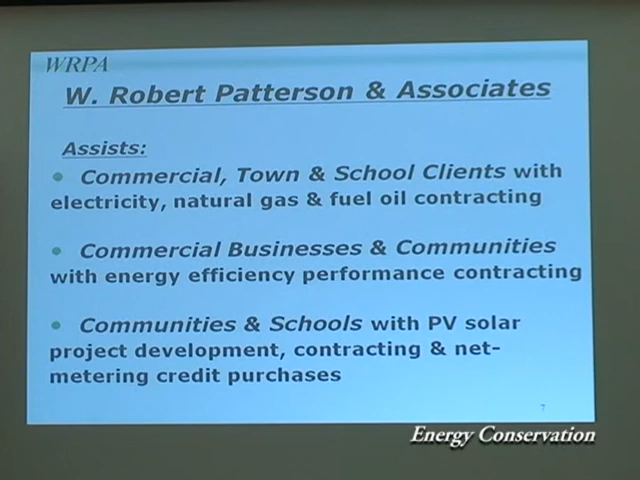 WRPA
W. Robert Patterson & Associates
Assists:
• Commercial, Town & School Clients with
electricity, natural gas & fuel oil contracting
• Commercial Businesses & Communities
with energy efficiency performance contracting
• Communities & Schools with PV solar
project development, contracting & net-
metering credit purchases
7
Energy Conservation